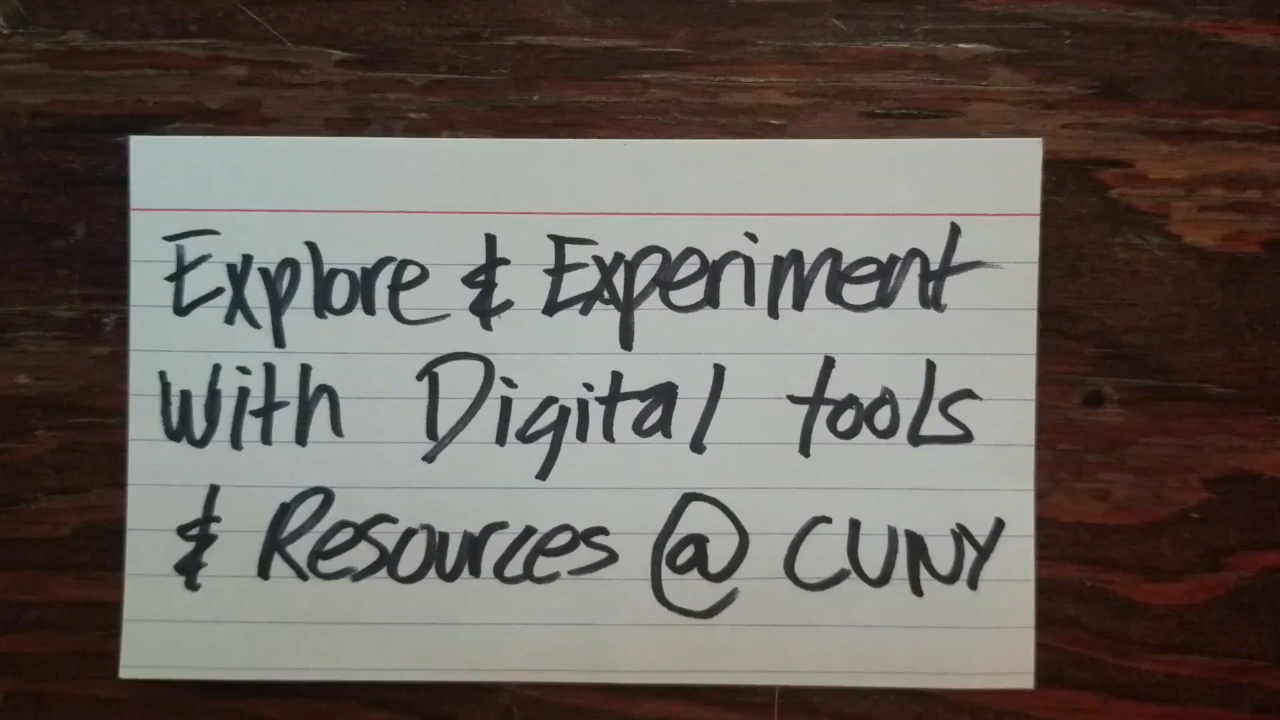 Explore & Experiment
With Digital tools
& Resources @ CUNY